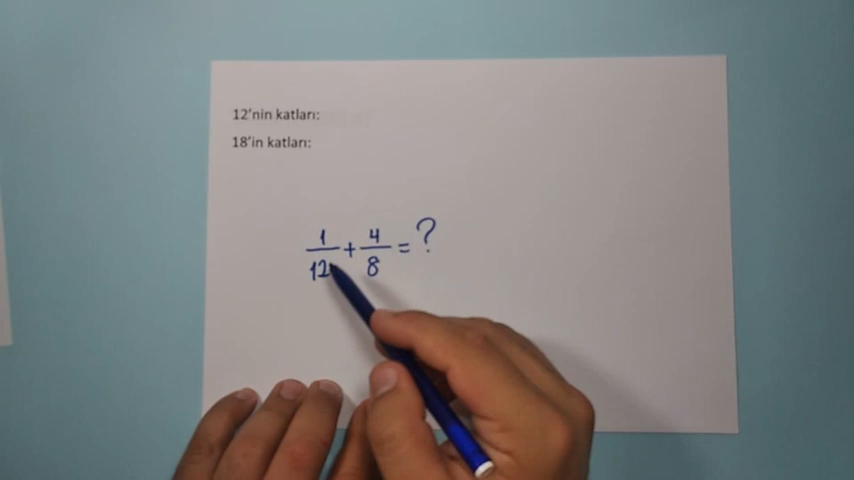 12'nin katları:
18'in katları:
1/12 + 4/8 = ?